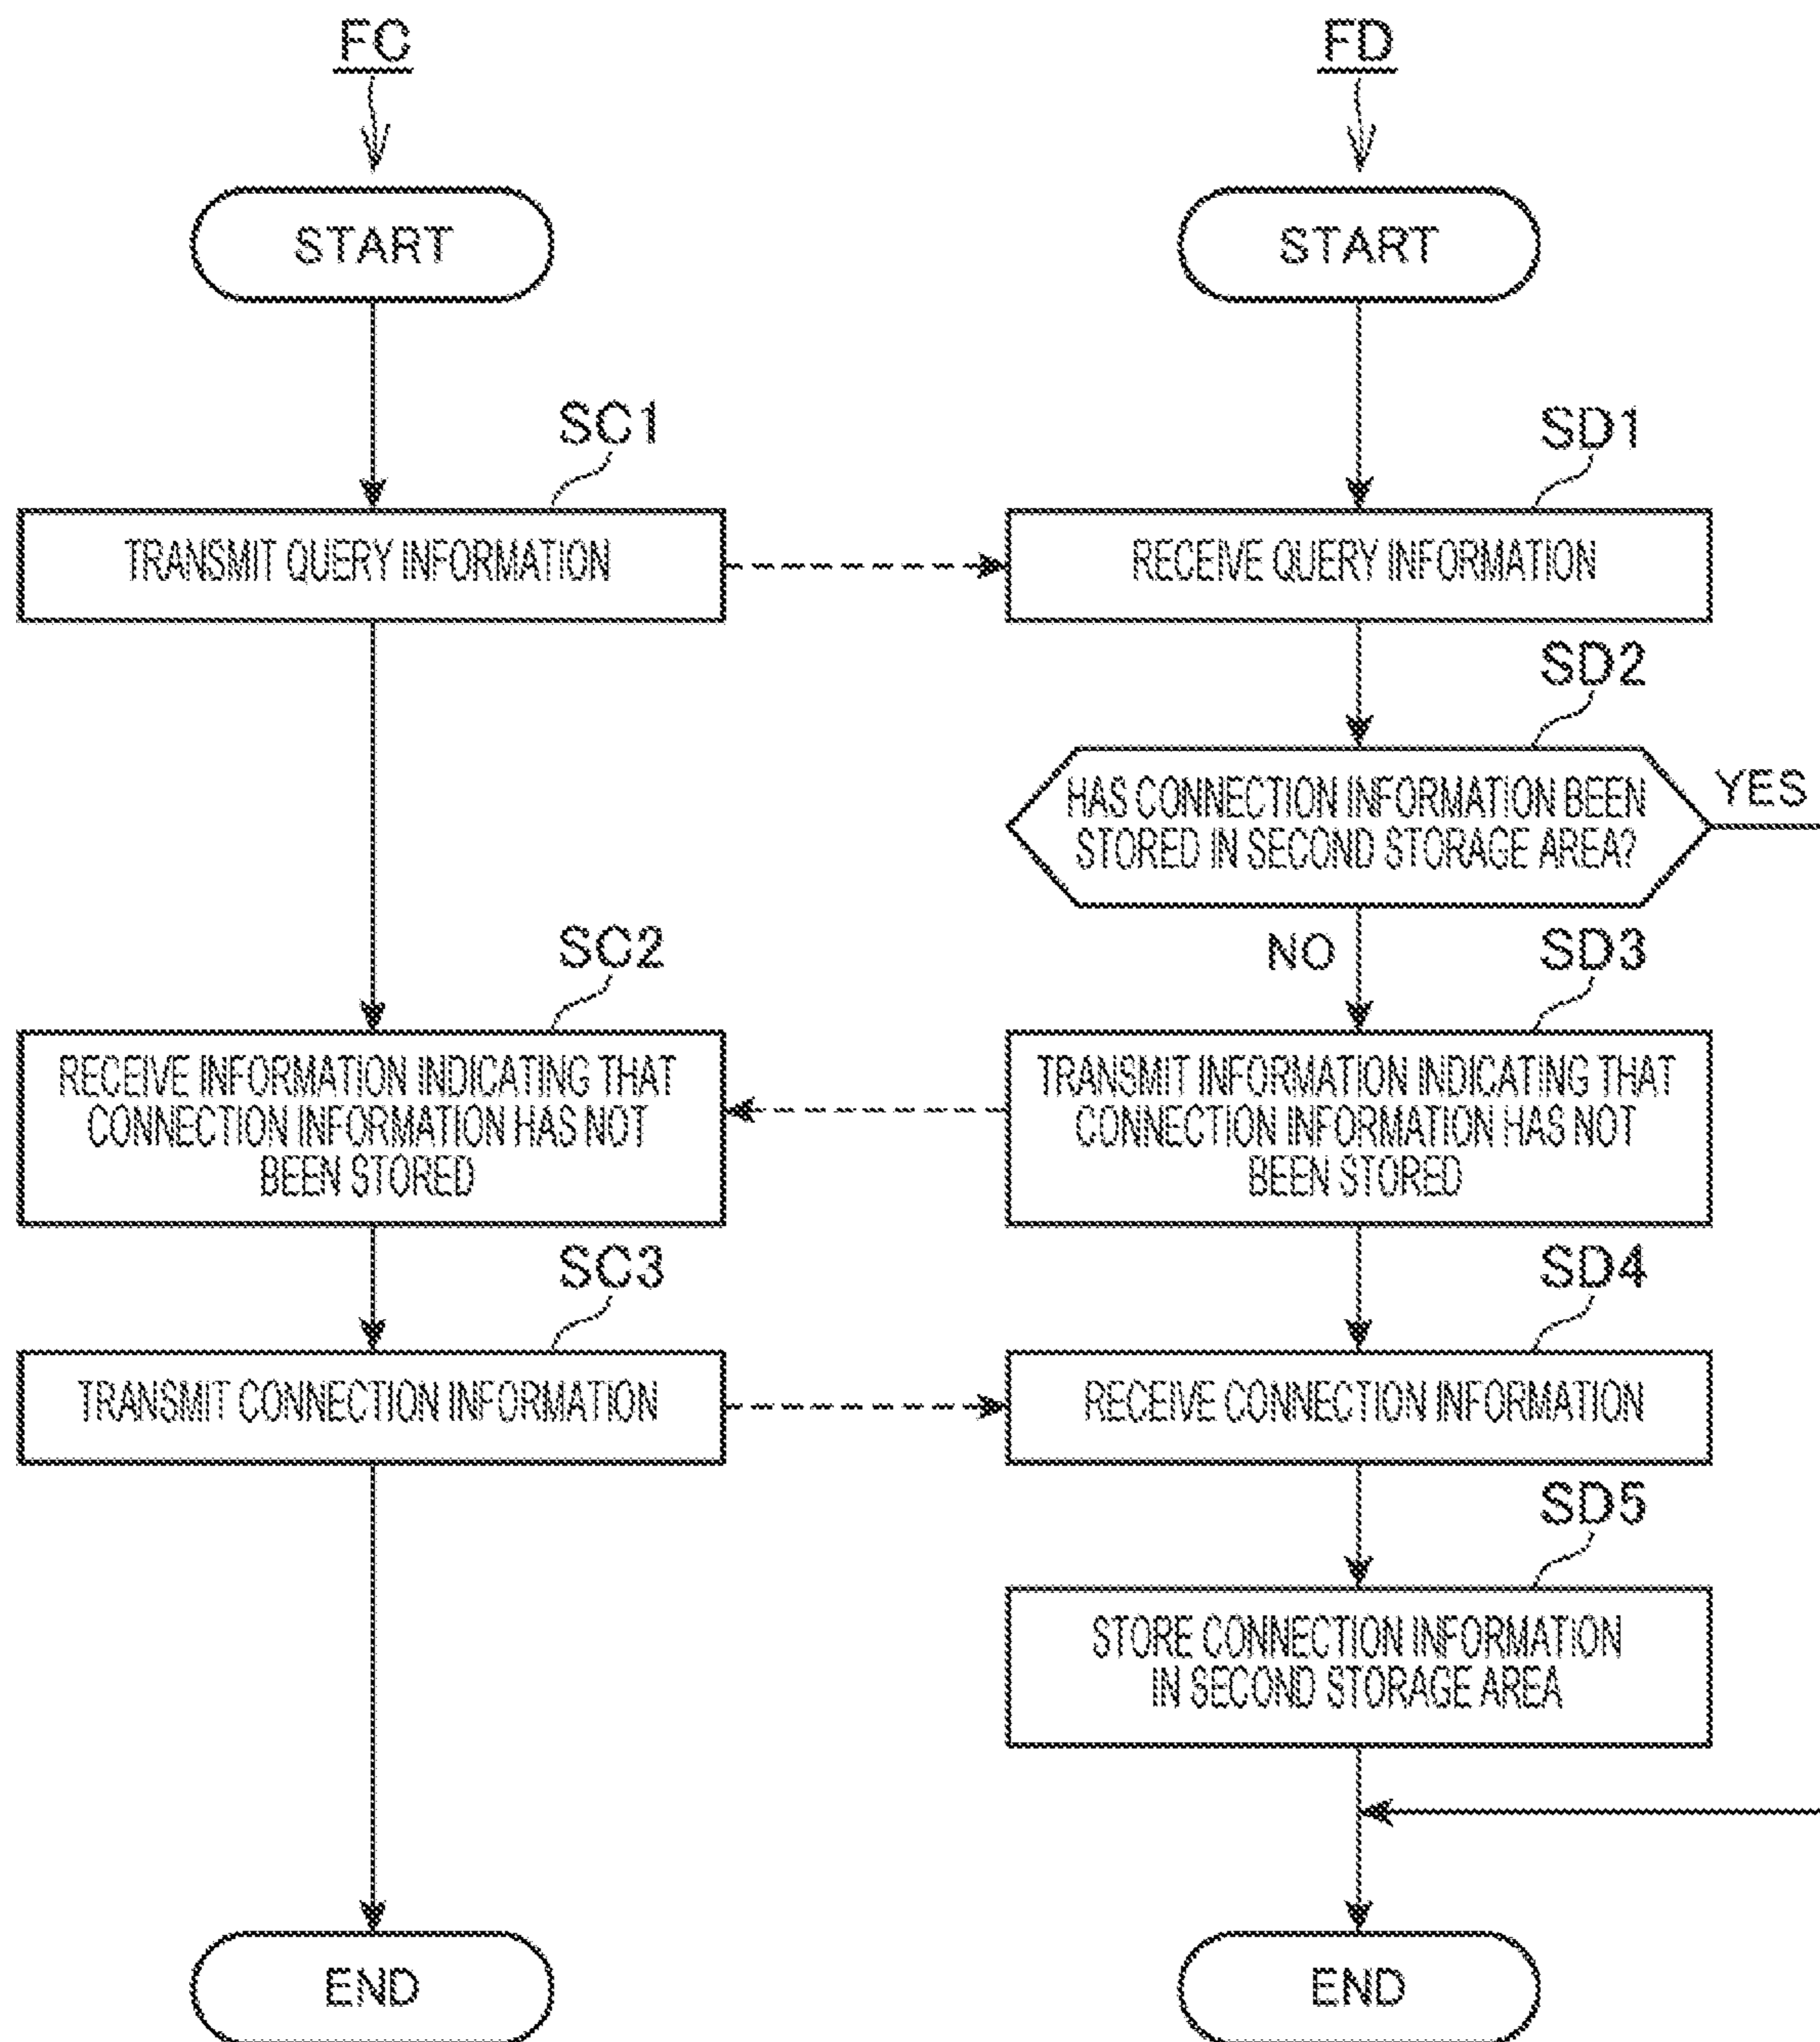 FC
FD
START
START
SC1
SD1
TRANSMIT QUERY INFORMATION
RECEIVE QUERY INFORMATION
SD2
HAS CONNECTION INFORMATION BEEN
STORED IN SECOND STORAGE AREA?
YES
NO
SC2
SD3
RECEIVE INFORMATION INDICATING THAT
CONNECTION INFORMATION HAS NOT
BEEN STORED
TRANSMIT INFORMATION INDICATING THAT
CONNECTION INFORMATION HAS NOT
BEEN STORED
SC3
SD4
TRANSMIT CONNECTION INFORMATION
RECEIVE CONNECTION INFORMATION
SD5
STORE CONNECTION INFORMATION
IN SECOND STORAGE AREA
END
END